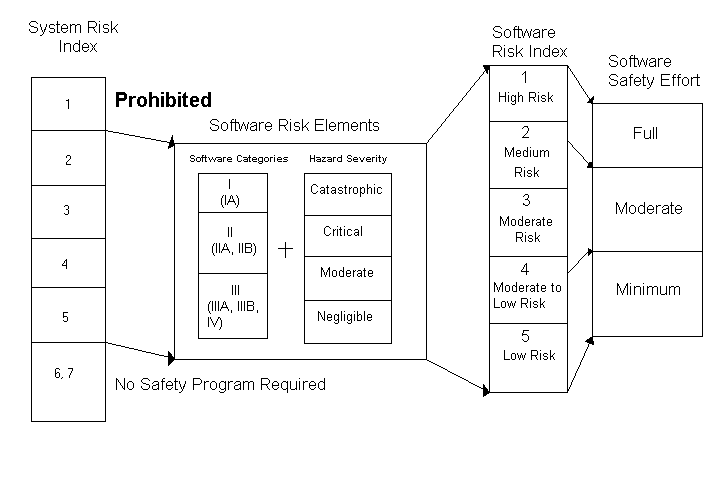 System Risk
Index
1
2
3
4
5
6, 7
Prohibited
No Safety Program Required
Software Risk Elements
Software Categories
I
(IA)
II
(IIA, IIB)
III
(IIIA, IIIB,
IV)
+
Hazard Severity
Catastrophic
Critical
Moderate
Negligible
Software
Risk Index
1
High Risk
2
Medium
Risk
3
Moderate
Risk
4
Moderate to
Low Risk
5
Low Risk
Software
Safety Effort
Full
Moderate
Minimum